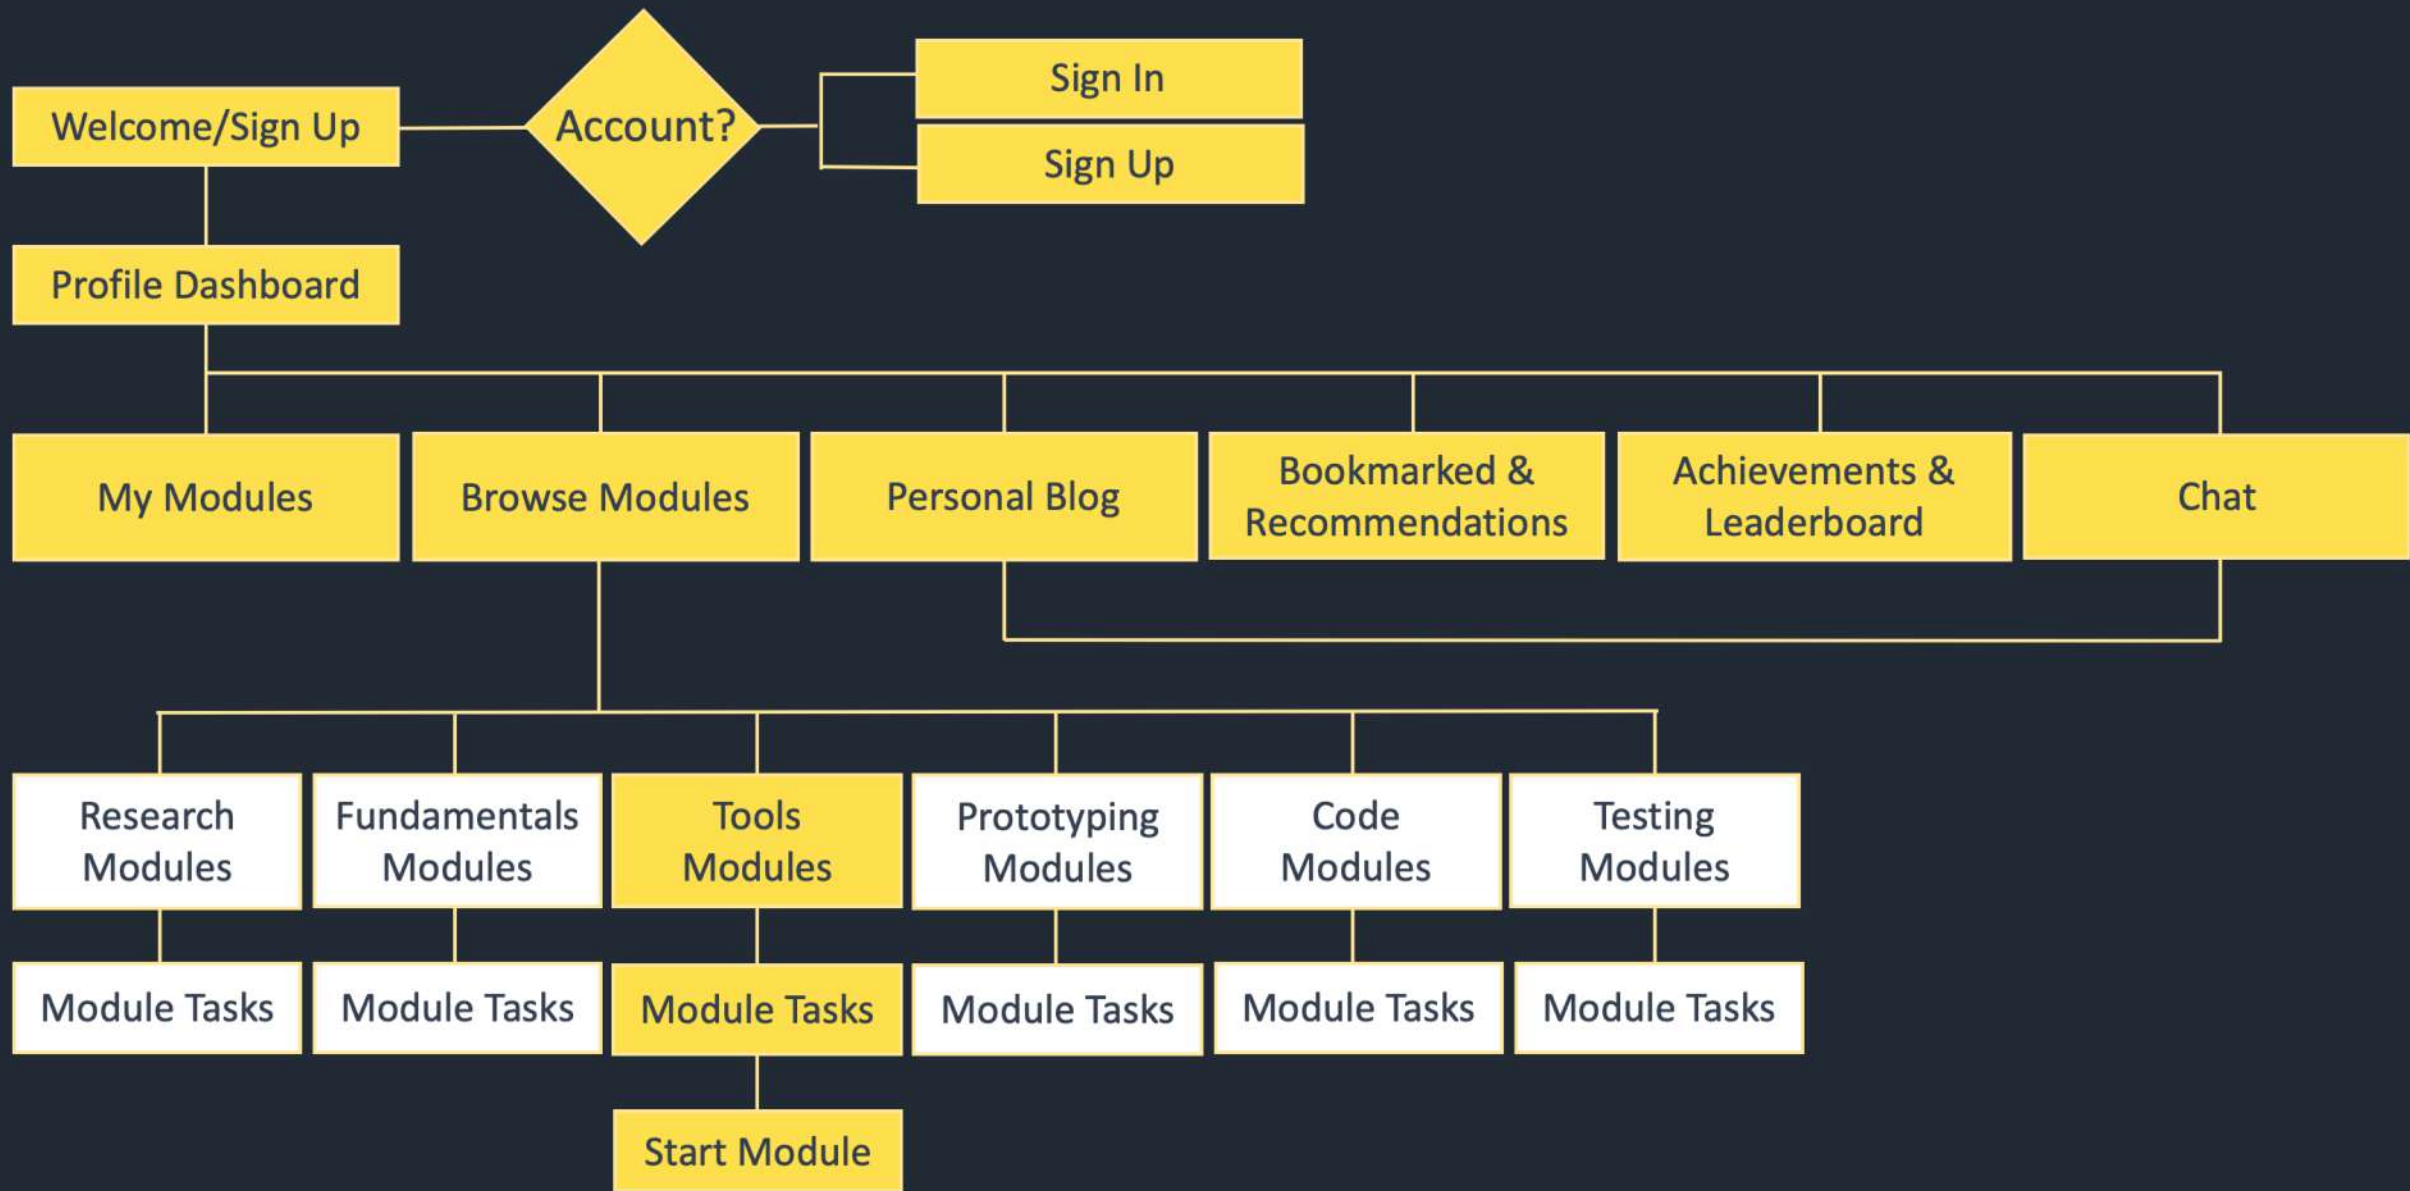 Welcome/Sign Up
Account?
Sign In
Sign Up
Profile Dashboard
My Modules
Browse Modules
Personal Blog
Bookmarked &
Recommendations
Achievements &
Leaderboard
Chat
Research
Modules
Fundamentals
Modules
Tools
Modules
Prototyping
Modules
Code
Modules
Testing
Modules
Module Tasks
Module Tasks
Module Tasks
Module Tasks
Module Tasks
Module Tasks
Start Module